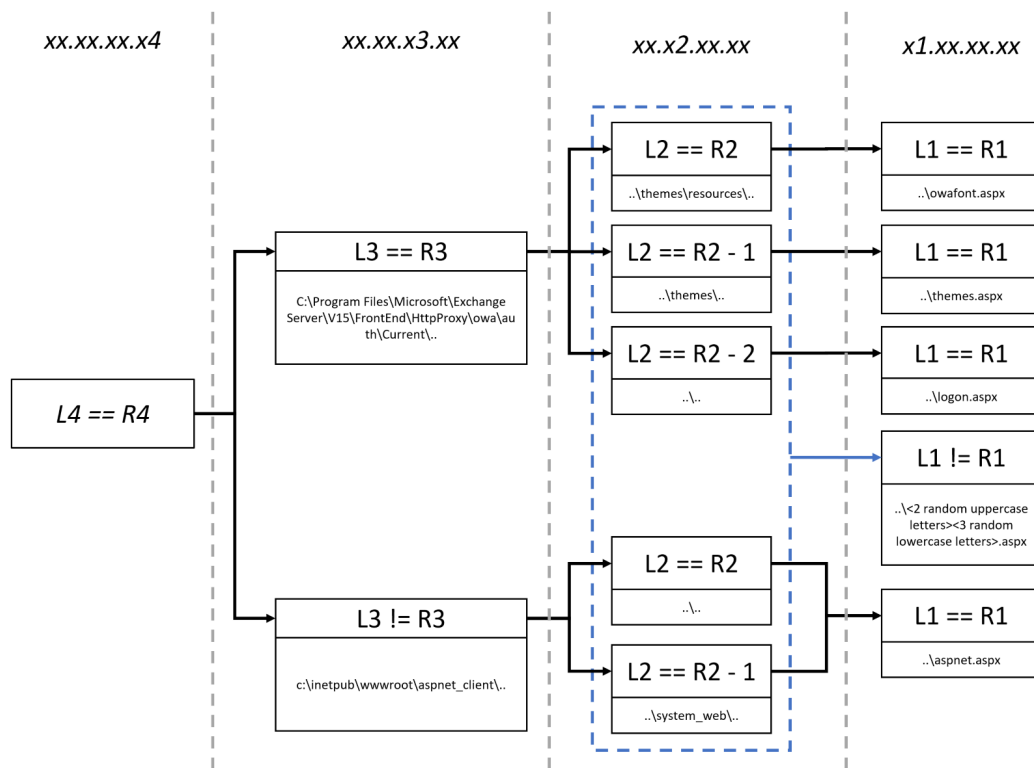 xx.xx.xx.x4
xx.xx.x3.xx
xx.x2.xx.xx
x1.xx.xx.xx
L4 == R4
L3 == R3
C:\Program Files\Microsoft\Exchange
Server\V15\FrontEnd\HttpProxy\owa\au
th\Current\..
L3 != R3
c:\inetpub\wwwroot\aspnet_client\..
L2 == R2
..\themes\resources\..
L2 == R2 - 1
..\themes\..
L2 == R2 - 2
..\..
L2 == R2
..\..
L2 == R2 - 1
..\system_web\..
L1 == R1
..\owafont.aspx
L1 == R1
..\themes.aspx
L1 == R1
..\logon.aspx
L1 != R1
..\<2 random uppercase
letters><3 random
lowercase letters>.aspx
L1 == R1
..\aspnet.aspx